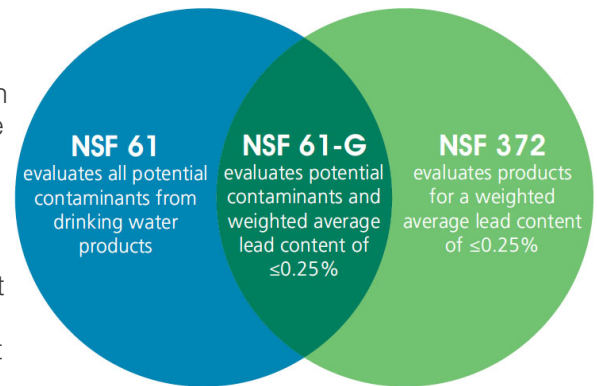 NSF 61
evaluates all potential
contaminants from
drinking water
products
NSF 61-G
evaluates potential
contaminants and
weighted average
lead content of
≤0.25%
NSF 372
evaluates products
for a weighted
average lead content
of ≤0.25%